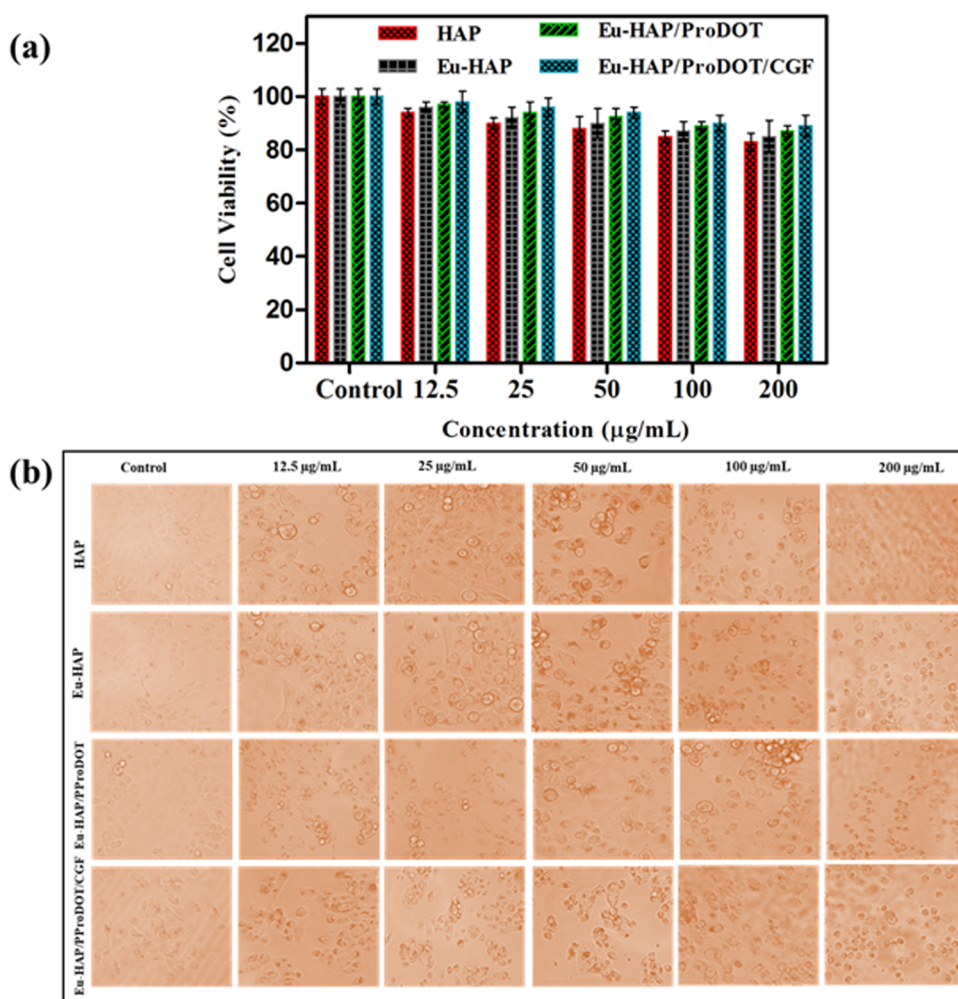 (a)
HAP
Eu-HAP/ProDOT
Eu-HAP
Eu-HAP/ProDOT/CGF
Cell Viability (%)
120
100
80
60
40
20
0
Control 12.5 25 50 100 200
Concentration (µg/mL)
(b)
Control 12.5 µg/mL 25 µg/mL 50 µg/mL 100 µg/mL 200 µg/mL
HAP
Eu-HAP
Eu-HAP/PProDOT
Eu-HAP/PProDOT/CGF